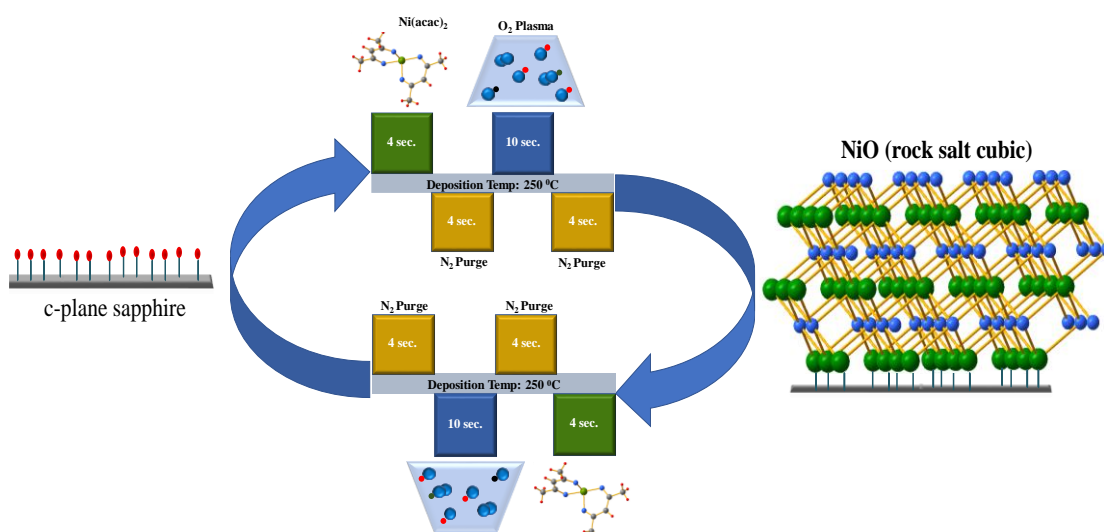 Ni(acac)₂
O₂ Plasma
4 sec.
10 sec.
Deposition Temp: 250 ⁰C
4 sec.
4 sec.
N₂ Purge
N₂ Purge
NiO (rock salt cubic)
c-plane sapphire
N₂ Purge
N₂ Purge
4 sec.
4 sec.
Deposition Temp: 250 ⁰C
10 sec.
4 sec.